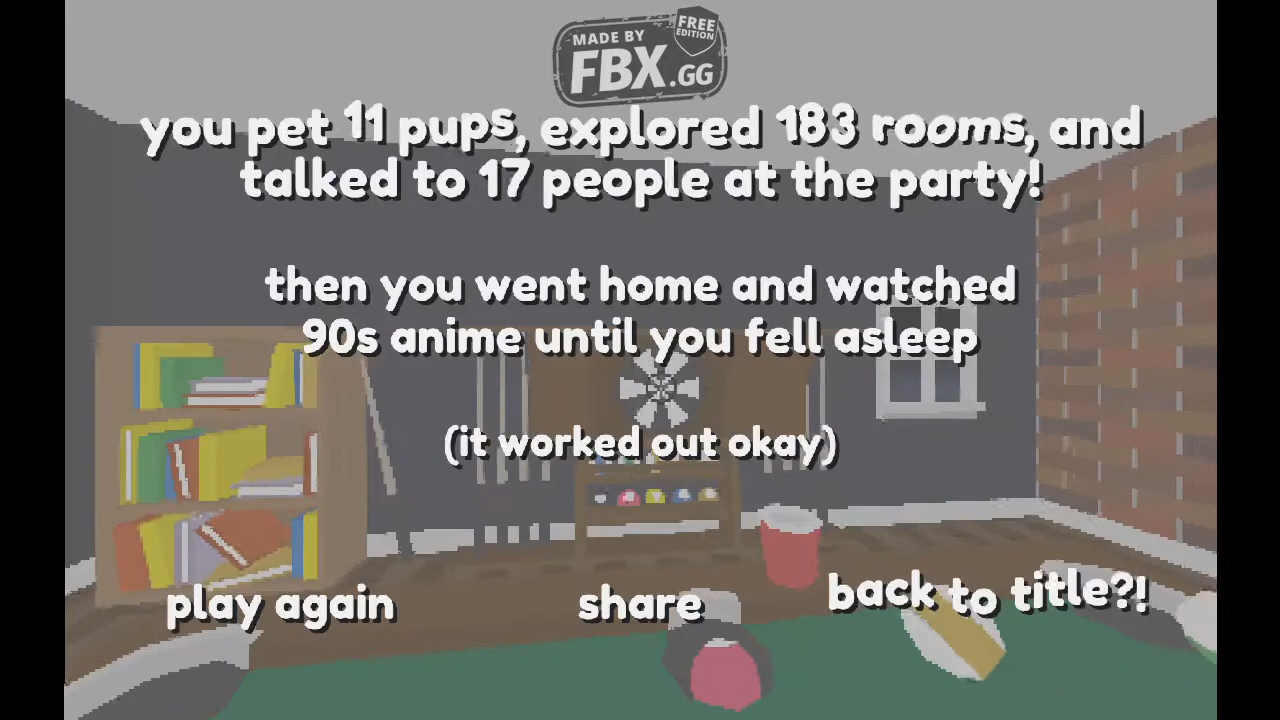 MADE BY
FREE
EDITION
FBX.GG
you pet 11 pups, explored 183 rooms, and
talked to 17 people at the party!
then you went home and watched
90s anime until you fell asleep
(it worked out okay)
play again
share
back to title?!